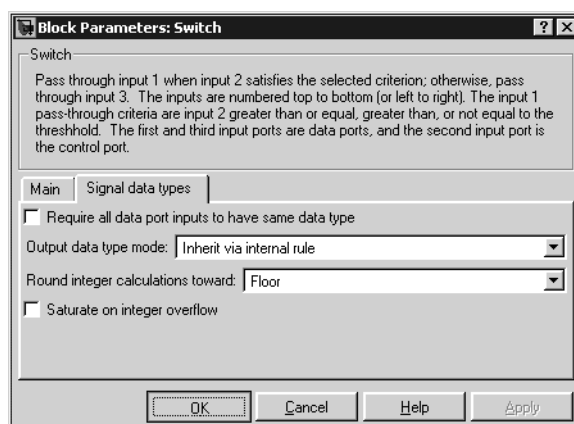 Block Parameters: Switch
Switch
Pass through input 1 when input 2 satisfies the selected criterion; otherwise, pass
through input 3. The inputs are numbered top to bottom (or left to right). The input 1
pass-through criteria are input 2 greater than or equal, greater than, or not equal to the
threshhold. The first and third input ports are data ports, and the second input port is
the control port.
Main Signal data types
Require all data port inputs to have same data type
Output data type mode: Inherit via internal rule
Round integer calculations toward: Floor
Saturate on integer overflow
OK Cancel Help Apply